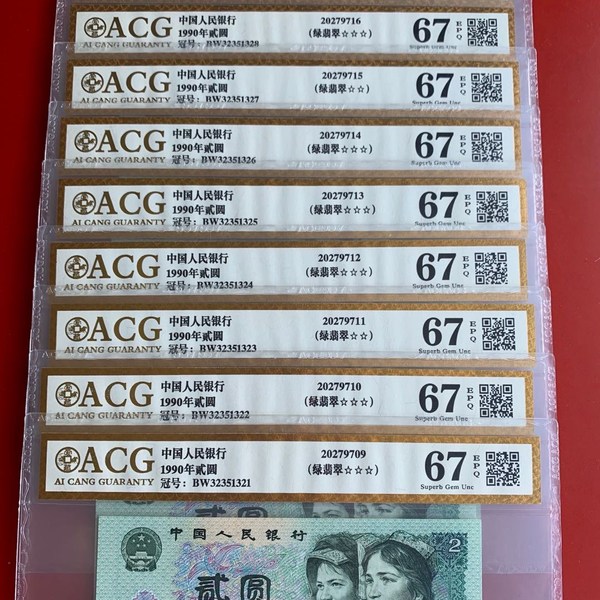 ACG
AI CANG GUARANTY
中国人民银行
1990年贰圆
冠号：BW32351328
20279716
(绿翡翠☆☆☆)
67 EPQ
Superb Gem Unc
ACG
AI CANG GUARANTY
中国人民银行
1990年贰圆
冠号：BW32351327
20279715
(绿翡翠☆☆☆)
67 EPQ
Superb Gem Unc
ACG
AI CANG GUARANTY
中国人民银行
1990年贰圆
冠号：BW32351326
20279714
(绿翡翠☆☆☆)
67 EPQ
Superb Gem Unc
ACG
AI CANG GUARANTY
中国人民银行
1990年贰圆
冠号：BW32351325
20279713
(绿翡翠☆☆☆)
67 EPQ
Superb Gem Unc
ACG
AI CANG GUARANTY
中国人民银行
1990年贰圆
冠号：BW32351324
20279712
(绿翡翠☆☆☆)
67 EPQ
Superb Gem Unc
ACG
AI CANG GUARANTY
中国人民银行
1990年贰圆
冠号：BW32351323
20279711
(绿翡翠☆☆☆)
67 EPQ
Superb Gem Unc
ACG
AI CANG GUARANTY
中国人民银行
1990年贰圆
冠号：BW32351322
20279710
(绿翡翠☆☆☆)
67 EPQ
Superb Gem Unc
ACG
AI CANG GUARANTY
中国人民银行
1990年贰圆
冠号：BW32351321
20279709
(绿翡翠☆☆☆)
67 EPQ
Superb Gem Unc
中国人民银行
2
贰圆